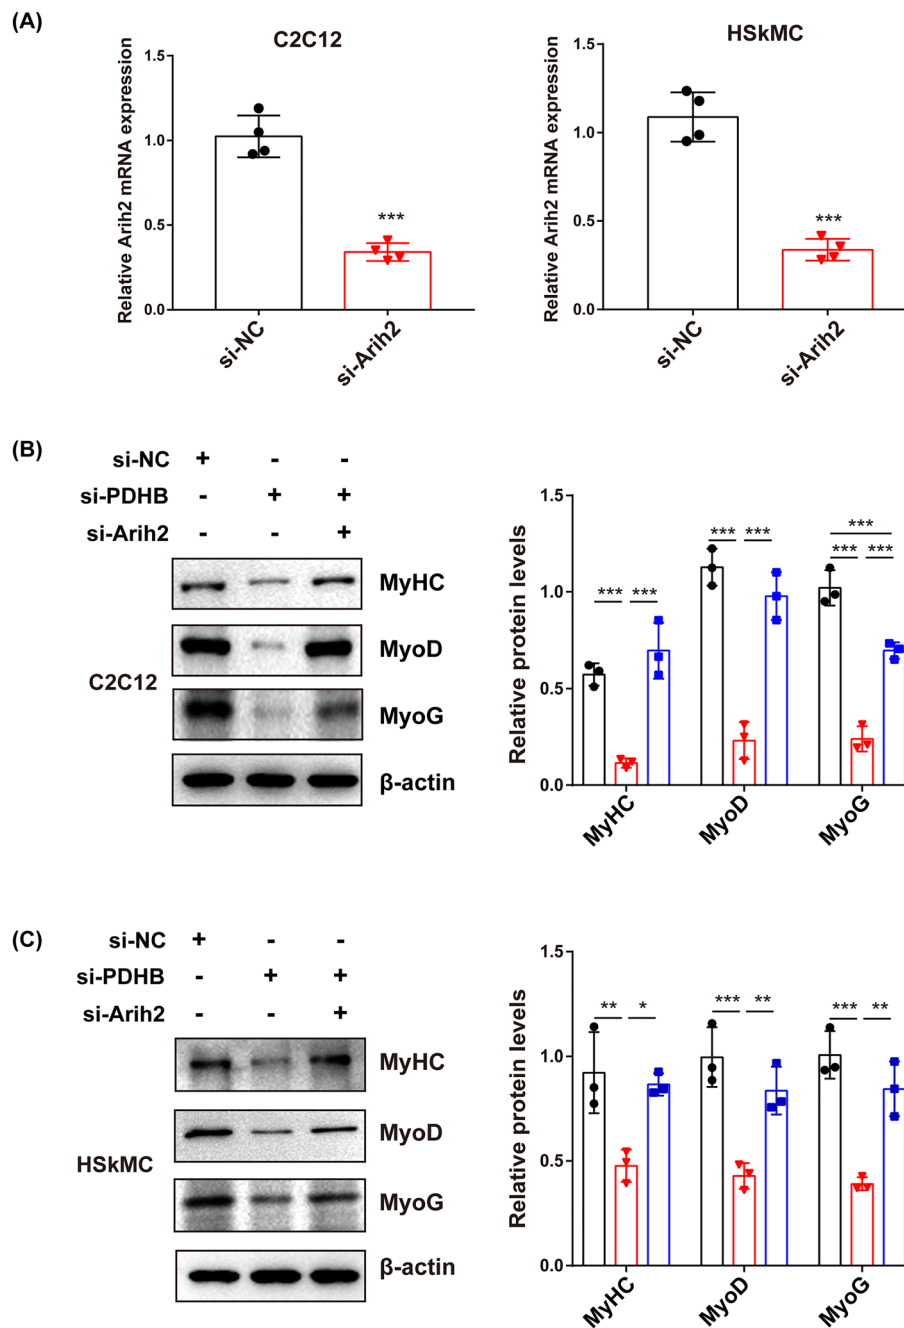 (A)
C2C12
Relative Arih2 mRNA expression
1.5
1.0
0.5
0.0
***
si-NC
si-Arih2
HSkMC
Relative Arih2 mRNA expression
1.5
1.0
0.5
0.0
***
si-NC
si-Arih2
(B)
si-NC + - -
si-PDHB - + +
si-Arih2 - - +
C2C12
MyHC
MyoD
MyoG
β-actin
Relative protein levels
1.5
1.0
0.5
0.0
*** ***
*** ***
***
*** ***
MyHC
MyoD
MyoG
(C)
si-NC + - -
si-PDHB - + +
si-Arih2 - - +
HSkMC
MyHC
MyoD
MyoG
β-actin
Relative protein levels
1.5
1.0
0.5
0.0
** *
*** **
*** **
MyHC
MyoD
MyoG